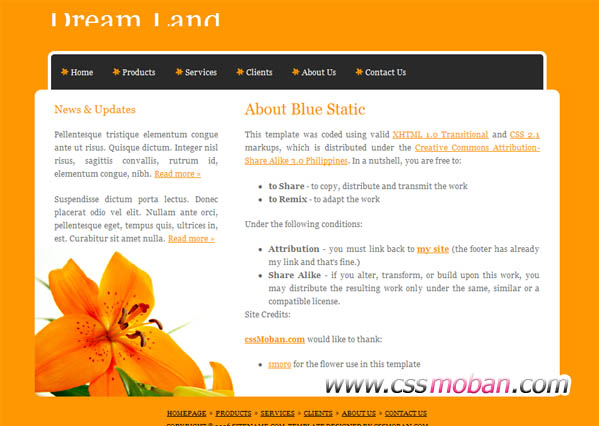 Dream Land
Home Products Services Clients About Us Contact Us
News & Updates
Pellentesque tristique elementum congue
ante ut risus. Quisque dictum. Integer nisl
risus, sagittis convallis, rutrum id,
elementum congue, nibh. Read more »
Suspendisse dictum porta lectus. Donec
placerat odio vel elit. Nullam ante orci,
pellentesque eget, tempus quis, ultrices in,
est. Curabitur sit amet nulla. Read more »
About Blue Static
This template was coded using valid XHTML 1.0 Transitional and CSS 2.1
markups, which is distributed under the Creative Commons Attribution-
Share Alike 3.0 Philippines. In a nutshell, you are free to:
to Share - to copy, distribute and transmit the work
to Remix - to adapt the work
Under the following conditions:
Attribution - you must link back to my site (the footer has already
my link and that's fine.)
Share Alike - if you alter, transform, or build upon this work, you
may distribute the resulting work only under the same, similar or a
compatible license.
Site Credits:
cssMoban.com would like to thank:
smoro for the flower use in this template
www.cssmoban.com
HOMEPAGE PRODUCTS SERVICES CLIENTS ABOUT US CONTACT US
COPYRIGHT © 2006 SITENAME.COM. TEMPLATE DESIGNED BY CSSMOBAN.COM